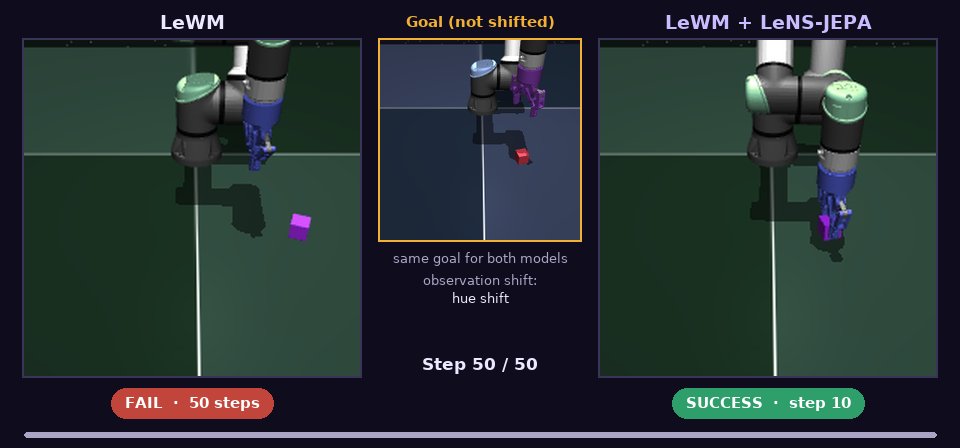 LeWM
Goal (not shifted)
LeWM + LeNS-JEPA
same goal for both models
observation shift:
hue shift
Step 50 / 50
FAIL · 50 steps
SUCCESS · step 10